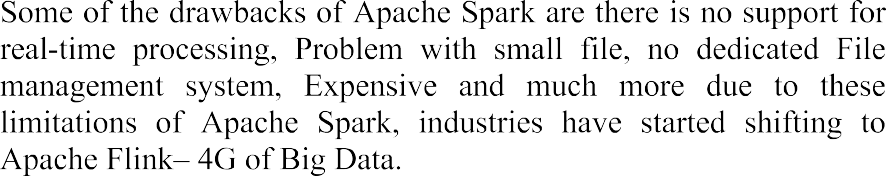 Some of the drawbacks of Apache Spark are there is no support for
real-time processing, Problem with small file, no dedicated File
management system, Expensive and much more due to these
limitations of Apache Spark, industries have started shifting to
Apache Flink– 4G of Big Data.